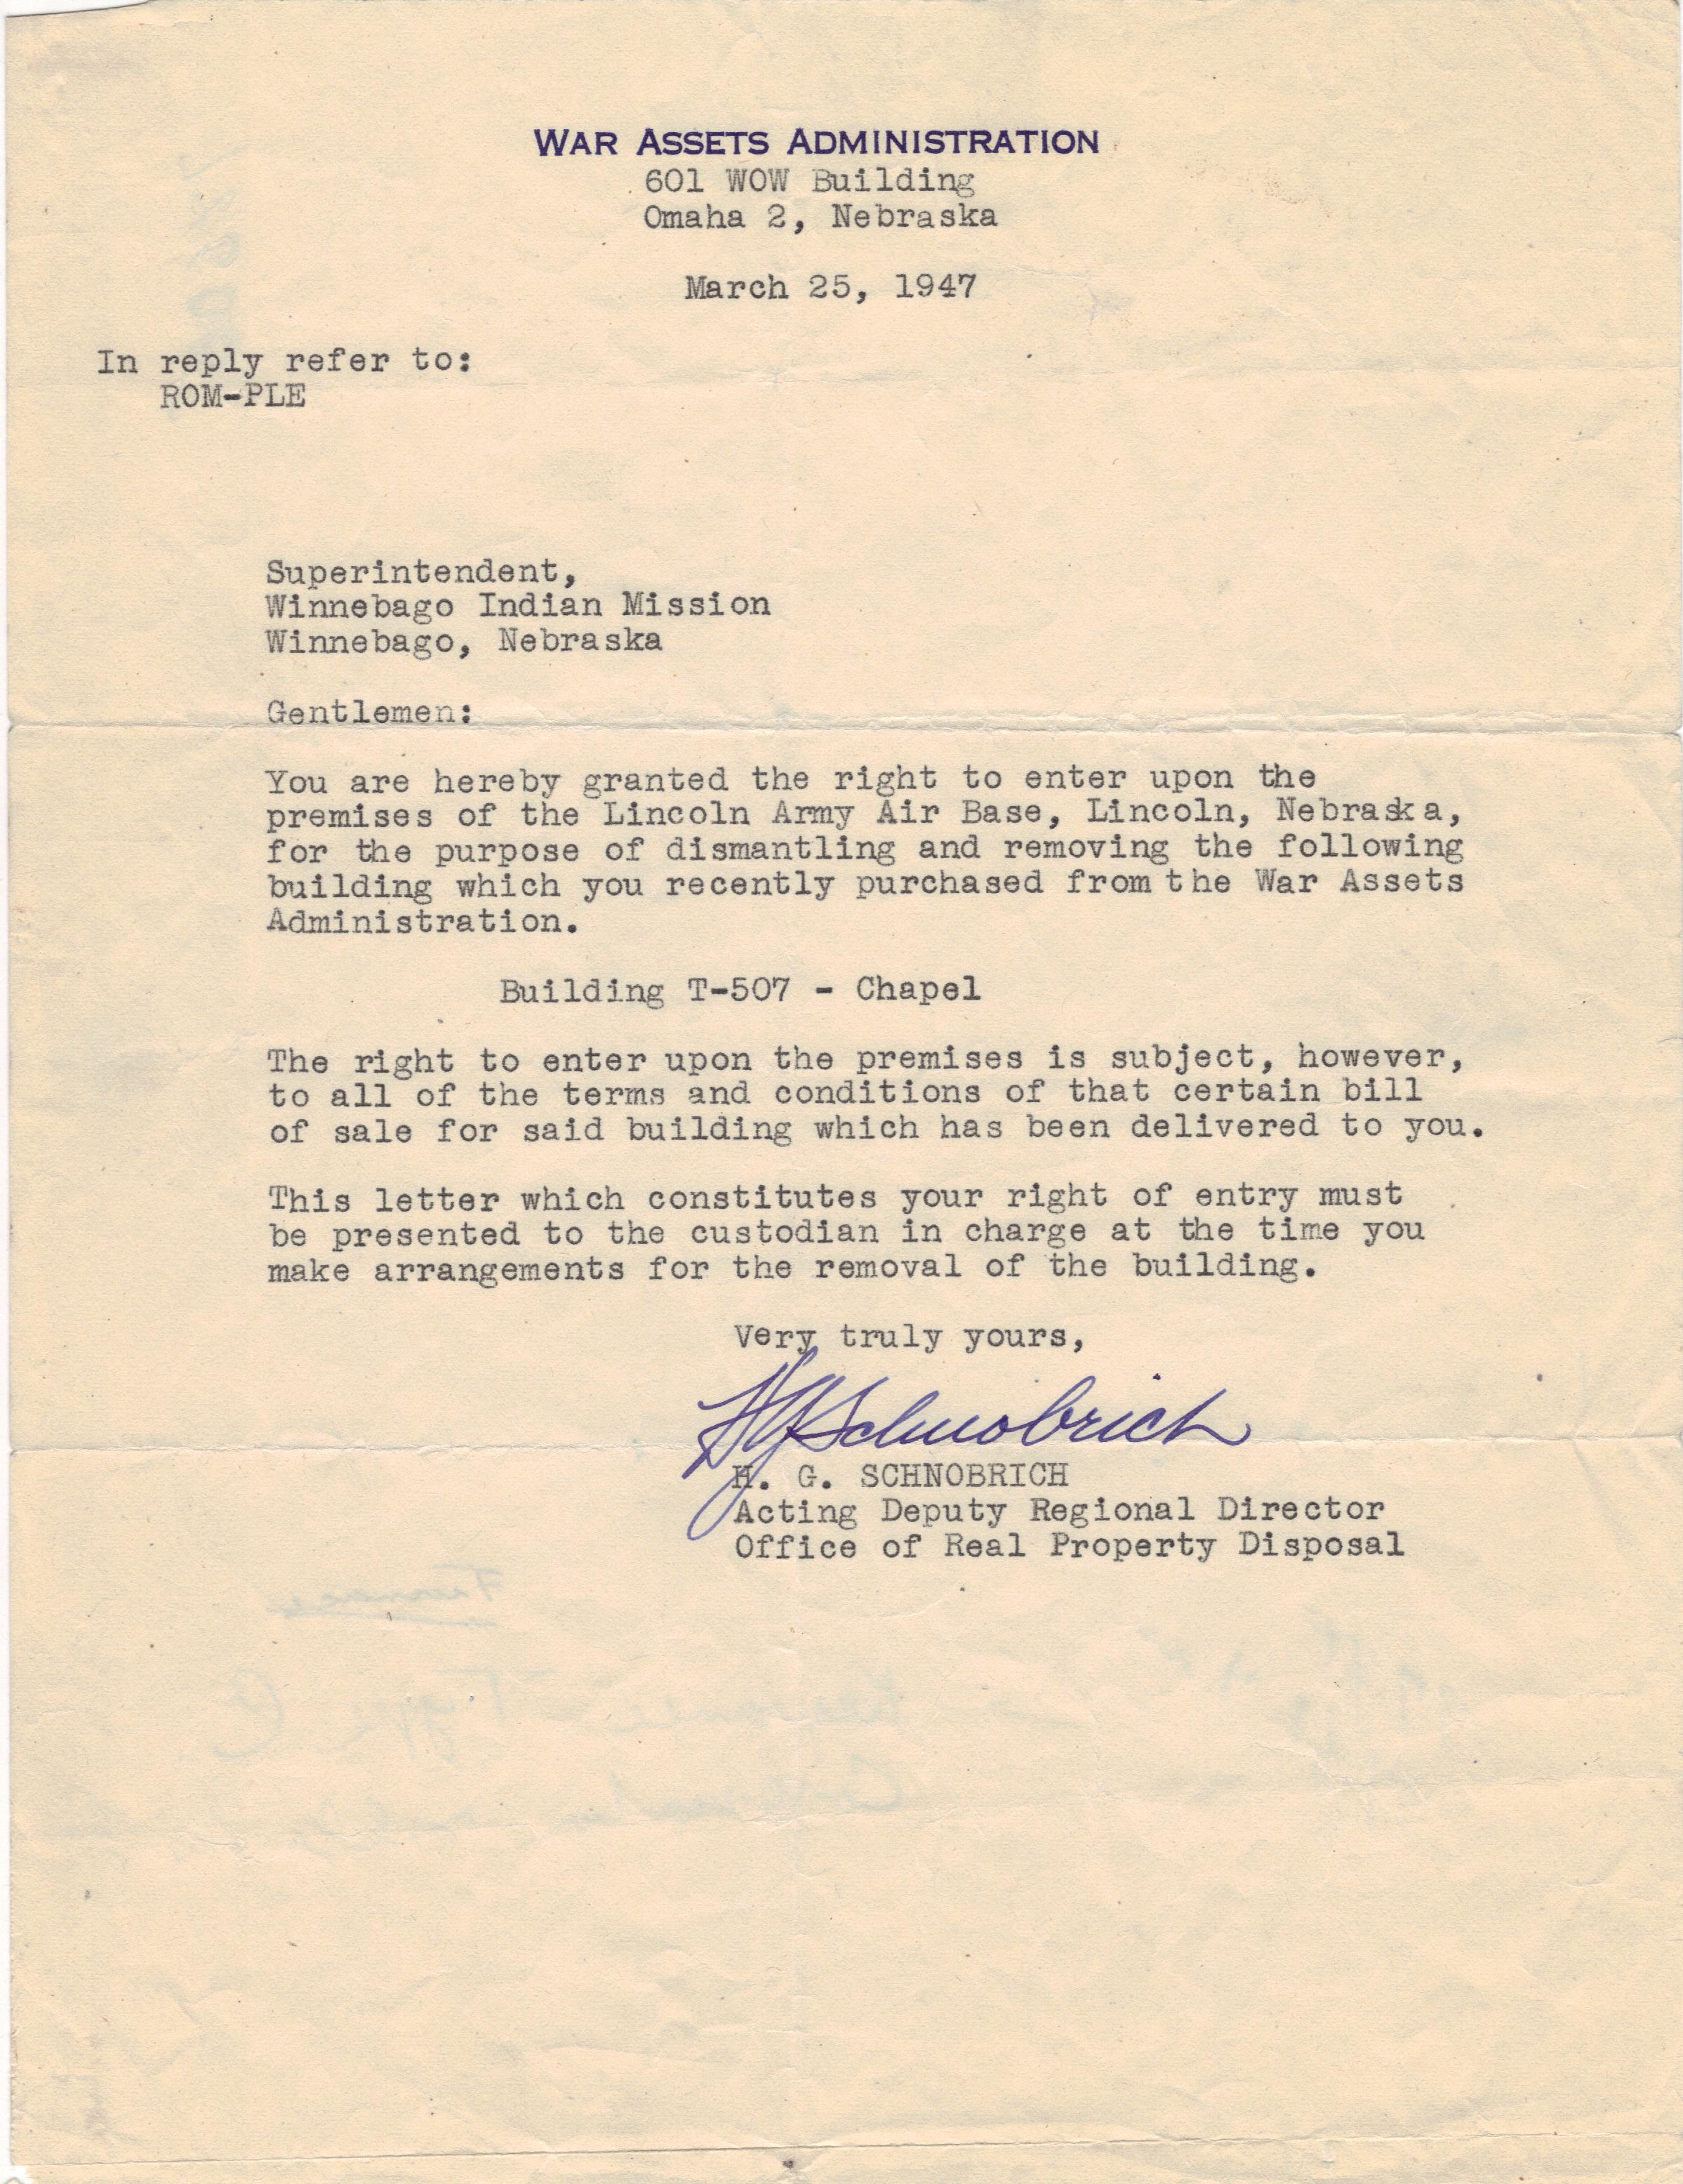 WAR ASSETS ADMINISTRATION
601 WOW Building
Omaha 2, Nebraska
March 25, 1947
In reply refer to:
ROM-PLE
Superintendent,
Winnebago Indian Mission
Winnebago, Nebraska
Gentlemen:
You are hereby granted the right to enter upon the
premises of the Lincoln Army Air Base, Lincoln, Nebraska,
for the purpose of dismantling and removing the following
building which you recently purchased from the War Assets
Administration.
Building T-507 - Chapel
The right to enter upon the premises is subject, however,
to all of the terms and conditions of that certain bill
of sale for said building which has been delivered to you.
This letter which constitutes your right of entry must
be presented to the custodian in charge at the time you
make arrangements for the removal of the building.
Very truly yours,
HGSchnobrich
H. G. SCHNOBRICH
Acting Deputy Regional Director
Office of Real Property Disposal